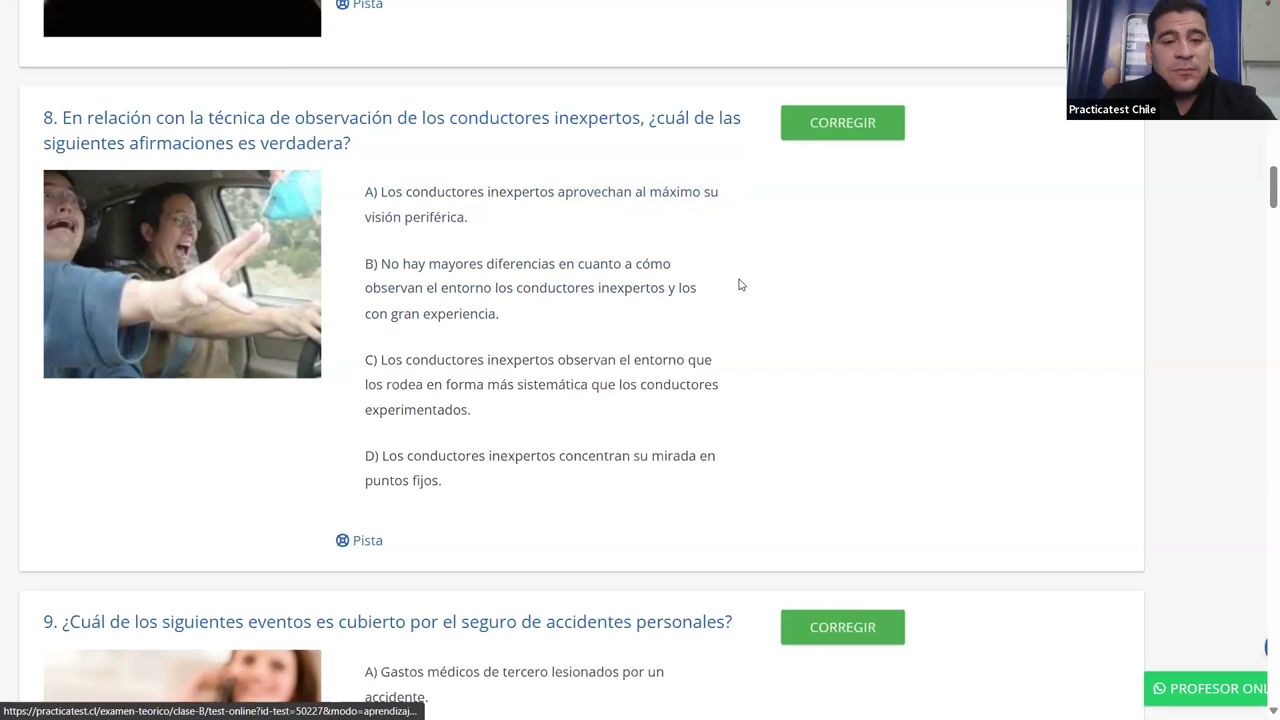 Pista
Practicatest Chile
8. En relación con la técnica de observación de los conductores inexpertos, ¿cuál de las
siguientes afirmaciones es verdadera?
CORREGIR
A) Los conductores inexpertos aprovechan al máximo su
visión periférica.
B) No hay mayores diferencias en cuanto a cómo
observan el entorno los conductores inexpertos y los
con gran experiencia.
C) Los conductores inexpertos observan el entorno que
los rodea en forma más sistemática que los conductores
experimentados.
D) Los conductores inexpertos concentran su mirada en
puntos fijos.
Pista
9. ¿Cuál de los siguientes eventos es cubierto por el seguro de accidentes personales?
CORREGIR
A) Gastos médicos de tercero lesionados por un
accidente.
PROFESOR ONL
https://practicatest.cl/examen-teorico/clase-B/test-online?id-test=50227&modo=aprendizaj...